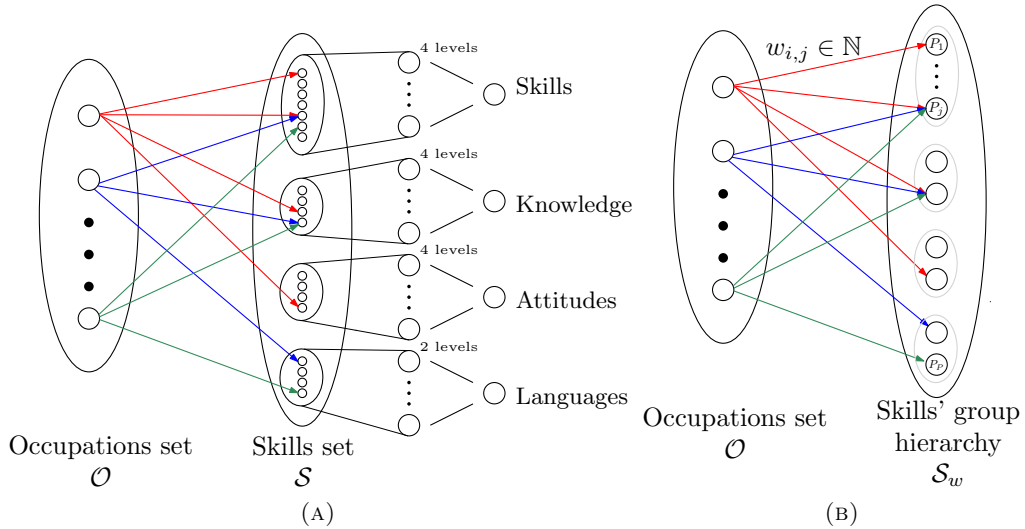 4 levels
Skills
4 levels
Knowledge
4 levels
Attitudes
2 levels
Languages
Occupations set
𝒪
Skills set
𝒮
(A)
w_{i,j} ∈ ℕ
P_1
P_j
P_P
Occupations set
𝒪
Skills' group
hierarchy
𝒮_w
(B)